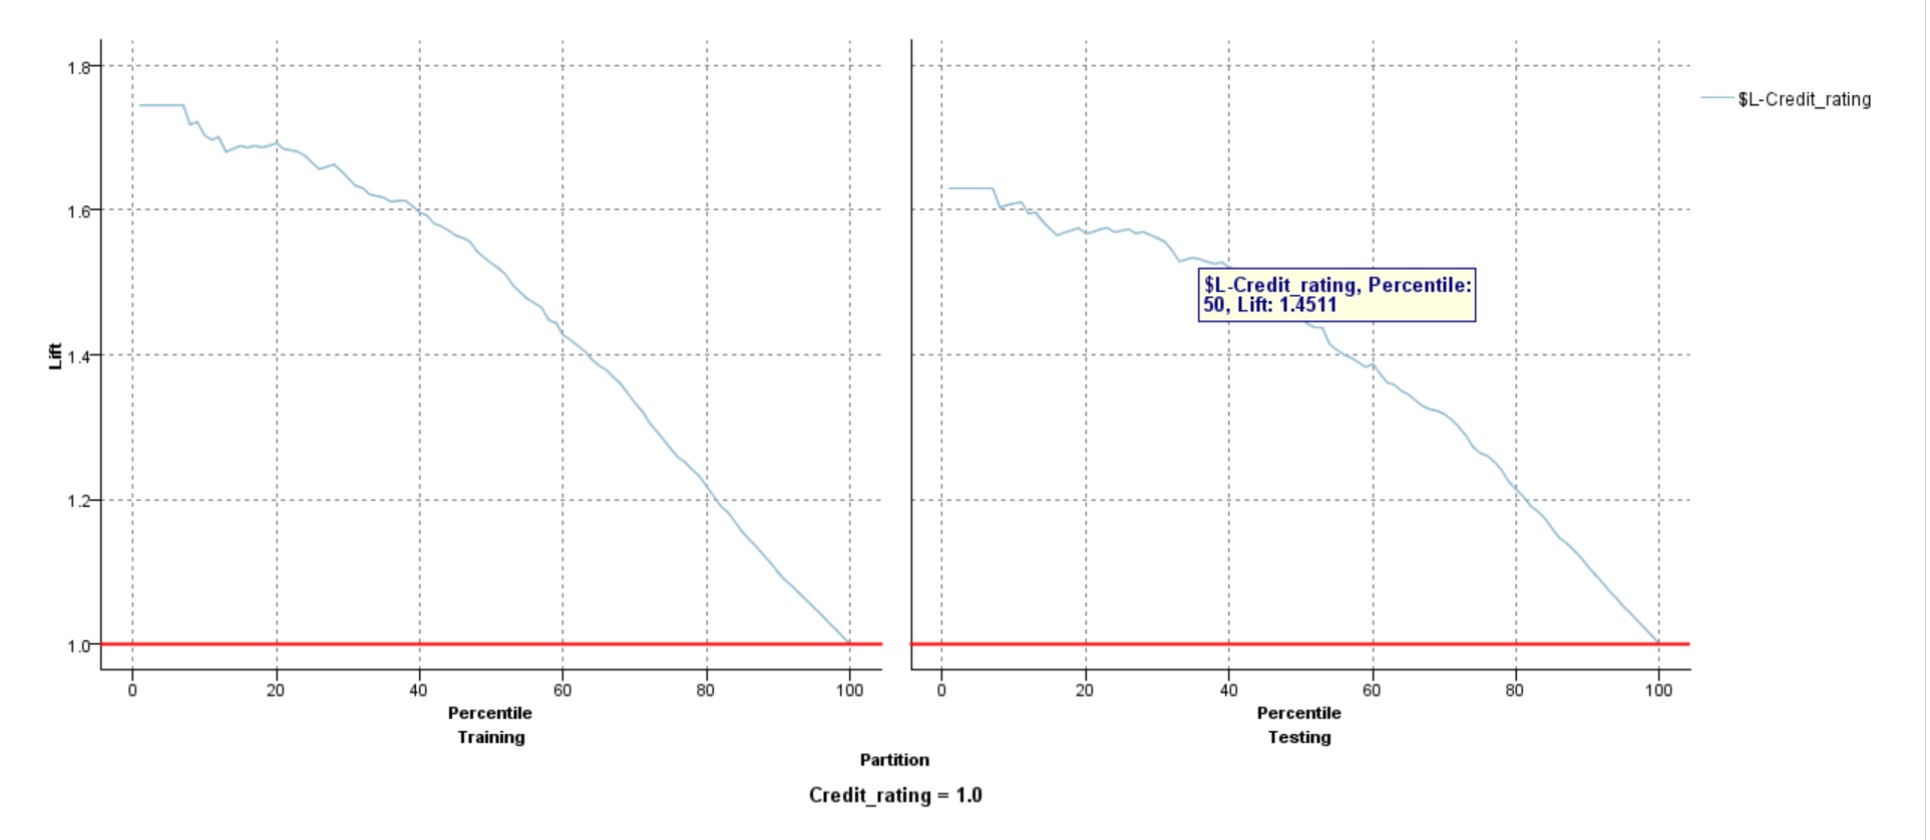 1.8
1.6
1.4
1.2
1.0
Lift
0 20 40 60 80 100
Percentile
Training
$L-Credit_rating, Percentile:
50, Lift: 1.4511
0 20 40 60 80 100
Percentile
Testing
$L-Credit_rating
Partition
Credit_rating = 1.0